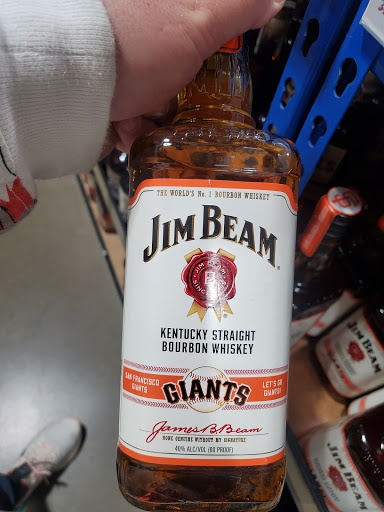 THE WORLD'S No. 1 BOURBON WHISKEY
JIM BEAM
KENTUCKY STRAIGHT
BOURBON WHISKEY
SAN FRANCISCO
GIANTS
GIANTS
LET'S GO
GIANTS!
James B. Beam
NONE GENUINE WITHOUT MY SIGNATURE
40% ALC/VOL (80 PROOF)
JIM BEAM
JIM BEAM